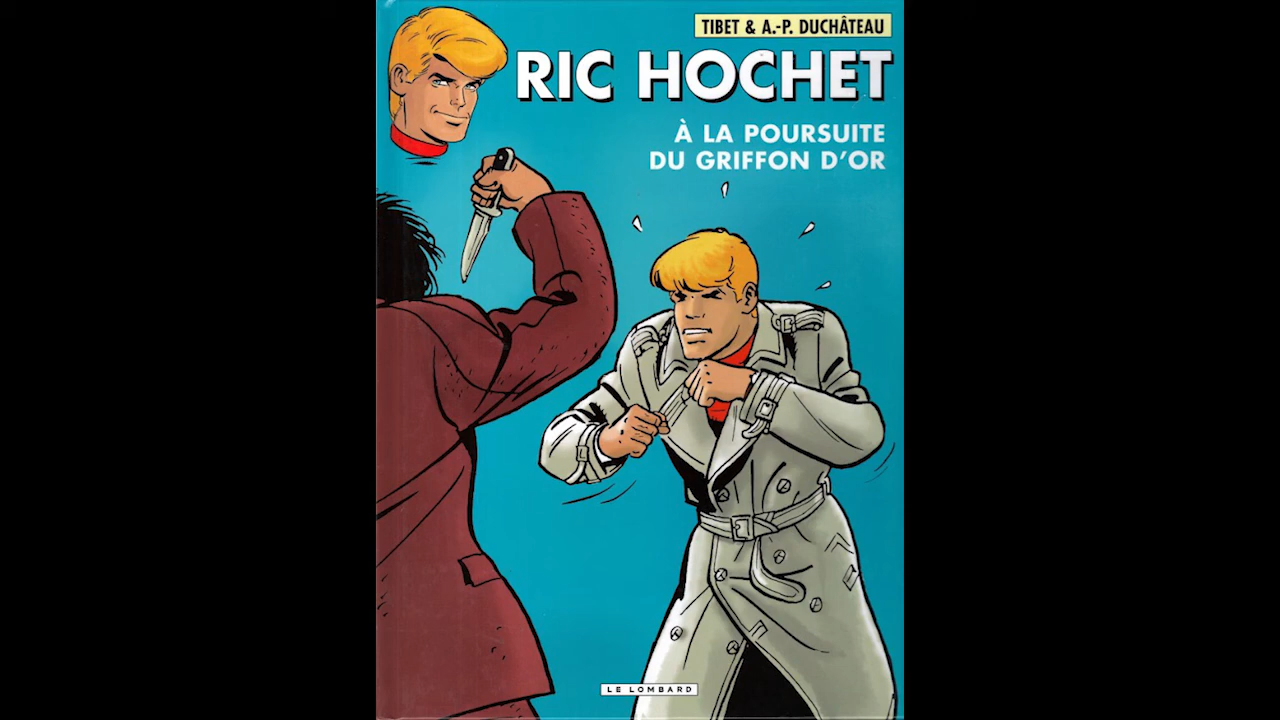 TIBET & A.-P. DUCHÂTEAU
RIC HOCHET
À LA POURSUITE
DU GRIFFON D'OR
LE LOMBARD